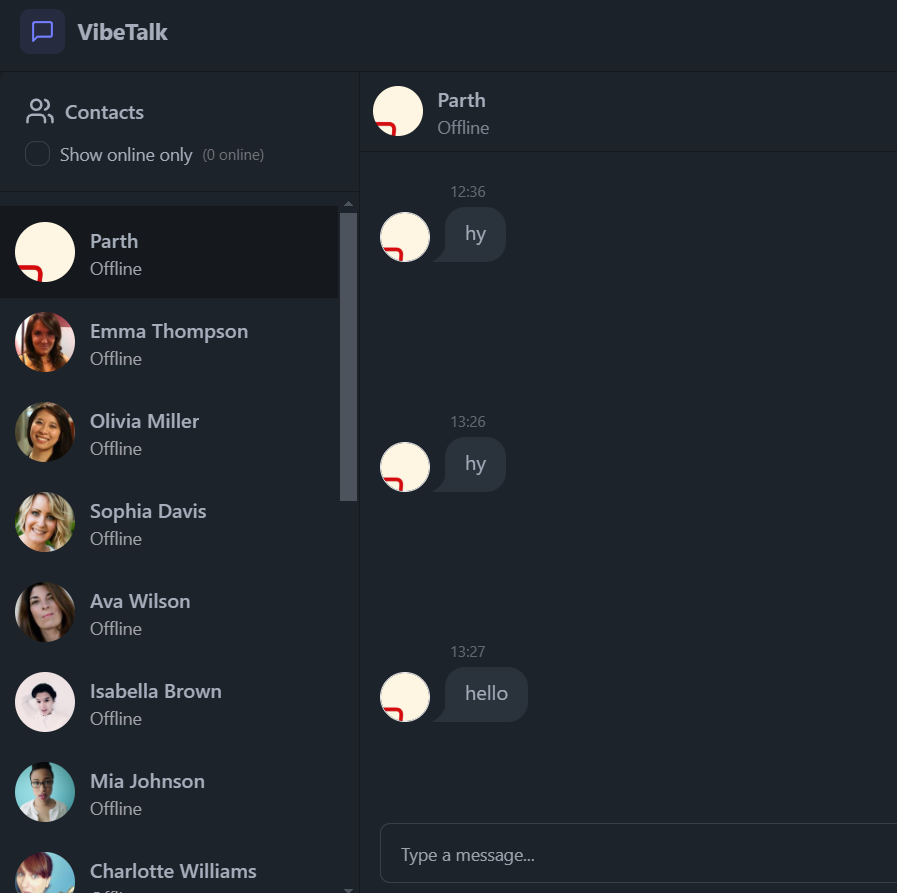 VibeTalk
Contacts
Show online only (0 online)
Parth
Offline
Emma Thompson
Offline
Olivia Miller
Offline
Sophia Davis
Offline
Ava Wilson
Offline
Isabella Brown
Offline
Mia Johnson
Offline
Charlotte Williams
Parth
Offline
12:36
hy
13:26
hy
13:27
hello
Type a message...